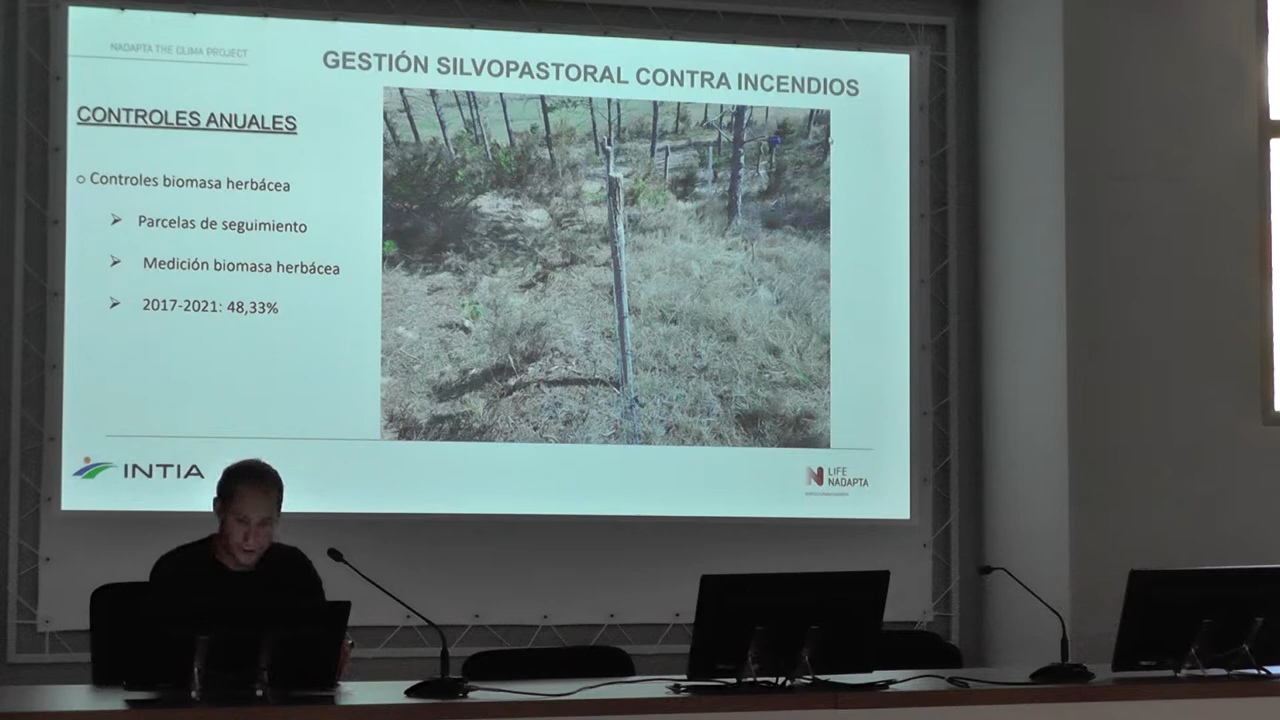 NADAPTA THE CLIMA PROJECT
GESTIÓN SILVOPASTORAL CONTRA INCENDIOS
CONTROLES ANUALES
o Controles biomasa herbácea
➢ Parcelas de seguimiento
➢ Medición biomasa herbácea
➢ 2017-2021: 48,33%
INTIA
N LIFE
NADAPTA